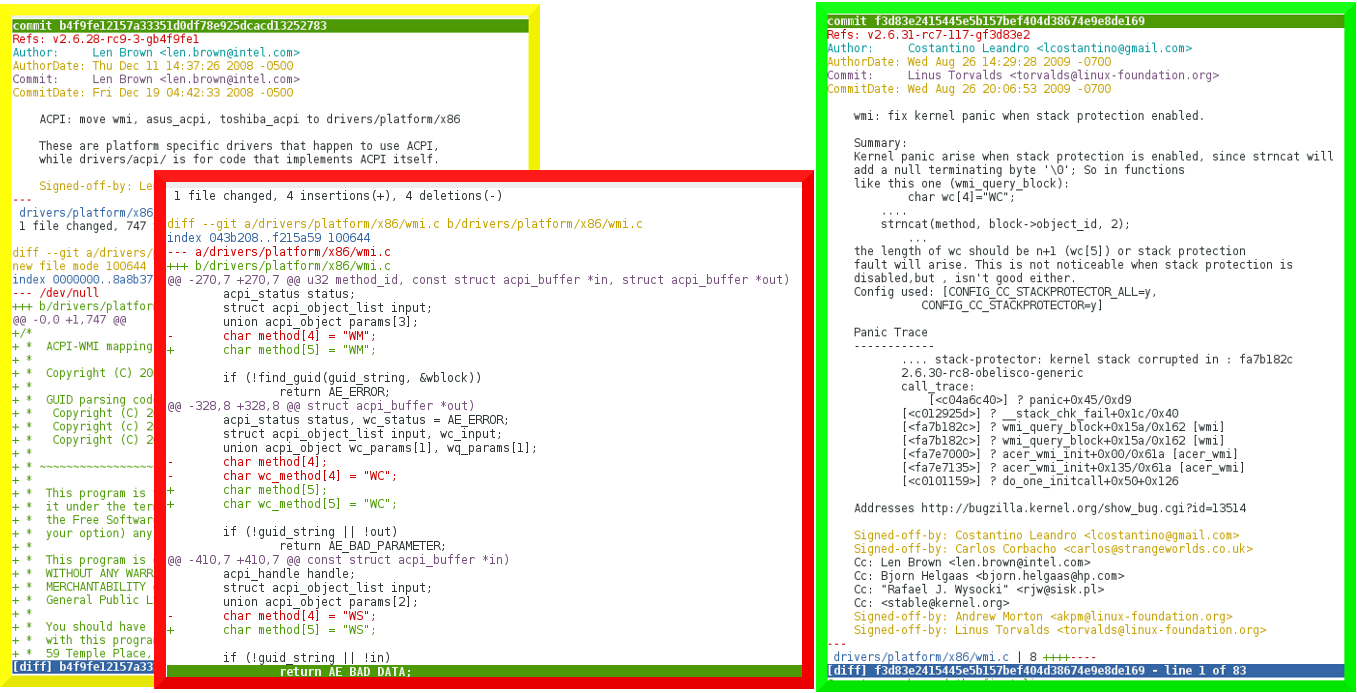 commit b4f9fe12157a33351d0df78e925dcacd13252783
Refs: v2.6.28-rc9-3-gb4f9fe1
Author:     Len Brown <len.brown@intel.com>
AuthorDate: Thu Dec 11 14:37:26 2008 -0500
Commit:     Len Brown <len.brown@intel.com>
CommitDate: Fri Dec 19 04:42:33 2008 -0500
ACPI: move wmi, asus_acpi, toshiba_acpi to drivers/platform/x86
These are platform specific drivers that happen to use ACPI,
while drivers/acpi/ is for code that implements ACPI itself.
Signed-off-by: Le
---
drivers/platform/x86
1 file changed, 747
diff --git a/drivers/
new file mode 100644
index 0000000..8a8b37
--- /dev/null
+++ b/drivers/platfor
@@ -0,0 +1,747 @@
+/*
+ *  ACPI-WMI mapping
+ *
+ *  Copyright (C) 20
+ *
+ *  GUID parsing cod
+ *   Copyright (C) 2
+ *   Copyright (c) 2
+ *   Copyright (C) 2
+ *
+ * ~~~~~~~~~~~~~~~~~
+ *
+ *  This program is
+ *  it under the ter
+ *  the Free Softwar
+ *  your option) any
+ *
+ *  This program is
+ *  WITHOUT ANY WARR
+ *  MERCHANTABILITY
+ *  General Public L
+ *
+ *  You should have
+ *  with this progra
+ *  59 Temple Place,
[diff] b4f9fe12157a33
1 file changed, 4 insertions(+), 4 deletions(-)
diff --git a/drivers/platform/x86/wmi.c b/drivers/platform/x86/wmi.c
index 043b208..f215a59 100644
--- a/drivers/platform/x86/wmi.c
+++ b/drivers/platform/x86/wmi.c
@@ -270,7 +270,7 @@ u32 method_id, const struct acpi_buffer *in, struct acpi_buffer *out)
acpi_status status;
struct acpi_object_list input;
union acpi_object params[3];
-       char method[4] = "WM";
+       char method[5] = "WM";
if (!find_guid(guid_string, &wblock))
return AE_ERROR;
@@ -328,8 +328,8 @@ struct acpi_buffer *out)
acpi_status status, wc_status = AE_ERROR;
struct acpi_object_list input, wc_input;
union acpi_object wc_params[1], wq_params[1];
-       char method[4];
-       char wc_method[4] = "WC";
+       char method[5];
+       char wc_method[5] = "WC";
if (!guid_string || !out)
return AE_BAD_PARAMETER;
@@ -410,7 +410,7 @@ const struct acpi_buffer *in)
acpi_handle handle;
struct acpi_object_list input;
union acpi_object params[2];
-       char method[4] = "WS";
+       char method[5] = "WS";
if (!guid_string || !in)
return AE_BAD_DATA;
commit f3d83e2415445e5b157bef404d38674e9e8de169
Refs: v2.6.31-rc7-117-gf3d83e2
Author:     Costantino Leandro <lcostantino@gmail.com>
AuthorDate: Wed Aug 26 14:29:28 2009 -0700
Commit:     Linus Torvalds <torvalds@linux-foundation.org>
CommitDate: Wed Aug 26 20:06:53 2009 -0700
wmi: fix kernel panic when stack protection enabled.
Summary:
Kernel panic arise when stack protection is enabled, since strncat will
add a null terminating byte '\0'; So in functions
like this one (wmi_query_block):
char wc[4]="WC";
....
strncat(method, block->object_id, 2);
...
the length of wc should be n+1 (wc[5]) or stack protection
fault will arise. This is not noticeable when stack protection is
disabled,but , isn't good either.
Config used: [CONFIG_CC_STACKPROTECTOR_ALL=y,
CONFIG_CC_STACKPROTECTOR=y]
Panic Trace
------------
.... stack-protector: kernel stack corrupted in : fa7b182c
2.6.30-rc8-obelisco-generic
call_trace:
[<c04a6c40>] ? panic+0x45/0xd9
[<c012925d>] ? __stack_chk_fail+0x1c/0x40
[<fa7b182c>] ? wmi_query_block+0x15a/0x162 [wmi]
[<fa7b182c>] ? wmi_query_block+0x15a/0x162 [wmi]
[<fa7e7000>] ? acer_wmi_init+0x00/0x61a [acer_wmi]
[<fa7e7135>] ? acer_wmi_init+0x135/0x61a [acer_wmi]
[<c0101159>] ? do_one_initcall+0x50+0x126
Addresses http://bugzilla.kernel.org/show_bug.cgi?id=13514
Signed-off-by: Costantino Leandro <lcostantino@gmail.com>
Signed-off-by: Carlos Corbacho <carlos@strangeworlds.co.uk>
Cc: Len Brown <len.brown@intel.com>
Cc: Bjorn Helgaas <bjorn.helgaas@hp.com>
Cc: "Rafael J. Wysocki" <rjw@sisk.pl>
Cc: <stable@kernel.org>
Signed-off-by: Andrew Morton <akpm@linux-foundation.org>
Signed-off-by: Linus Torvalds <torvalds@linux-foundation.org>
---
drivers/platform/x86/wmi.c | 8 ++++----
[diff] f3d83e2415445e5b157bef404d38674e9e8de169 - line 1 of 83